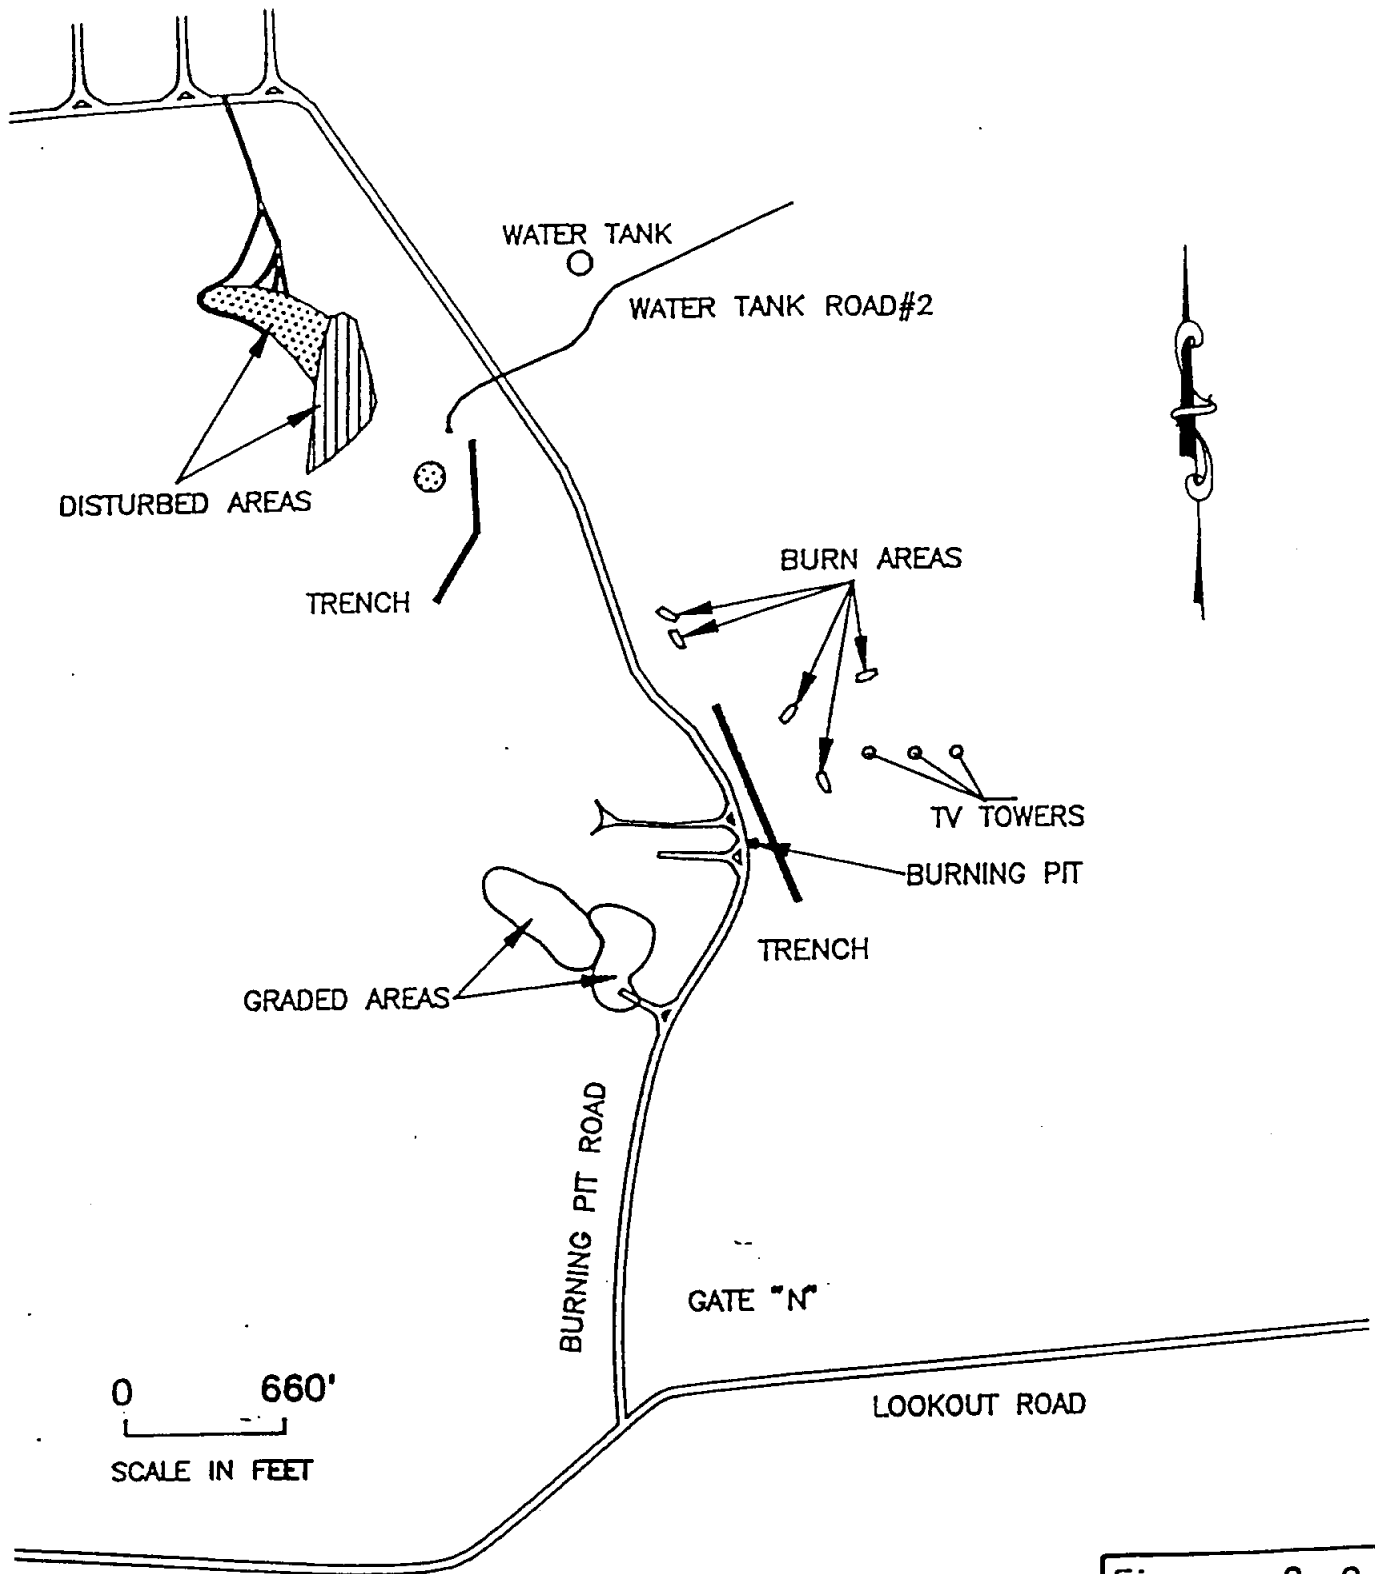 WATER TANK
WATER TANK ROAD#2
DISTURBED AREAS
BURN AREAS
TRENCH
TV TOWERS
BURNING PIT
TRENCH
GRADED AREAS
BURNING PIT ROAD
GATE "N"
0 660'
LOOKOUT ROAD
SCALE IN FEET